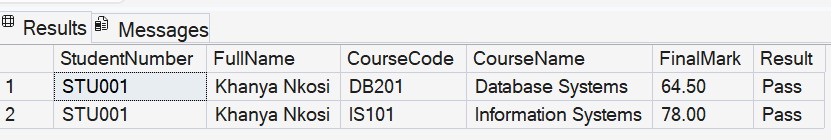 Results Messages
StudentNumber FullName CourseCode CourseName FinalMark Result
1 STU001 Khanya Nkosi DB201 Database Systems 64.50 Pass
2 STU001 Khanya Nkosi IS101 Information Systems 78.00 Pass